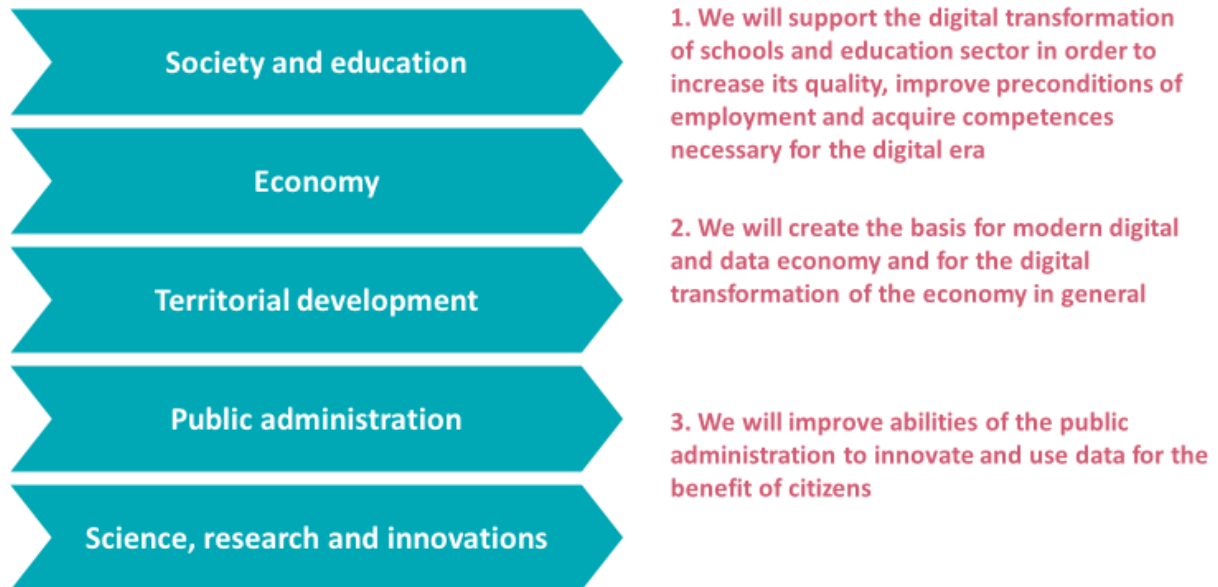 Society and education
Economy
Territorial development
Public administration
Science, research and innovations
1. We will support the digital transformation
of schools and education sector in order to
increase its quality, improve preconditions of
employment and acquire competences
necessary for the digital era
2. We will create the basis for modern digital
and data economy and for the digital
transformation of the economy in general
3. We will improve abilities of the public
administration to innovate and use data for the
benefit of citizens